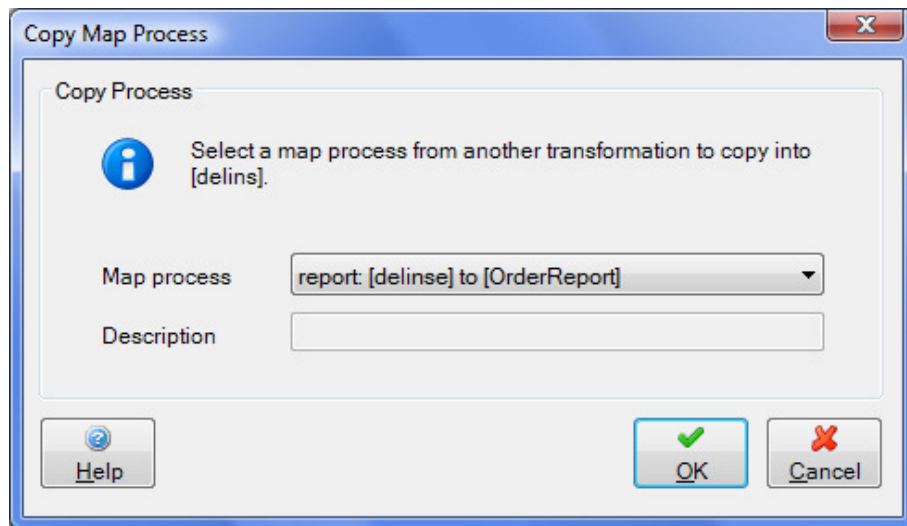 Copy Map Process
Copy Process
Select a map process from another transformation to copy into
[delins].
Map process
report: [delinse] to [OrderReport]
Description
Help
OK
Cancel